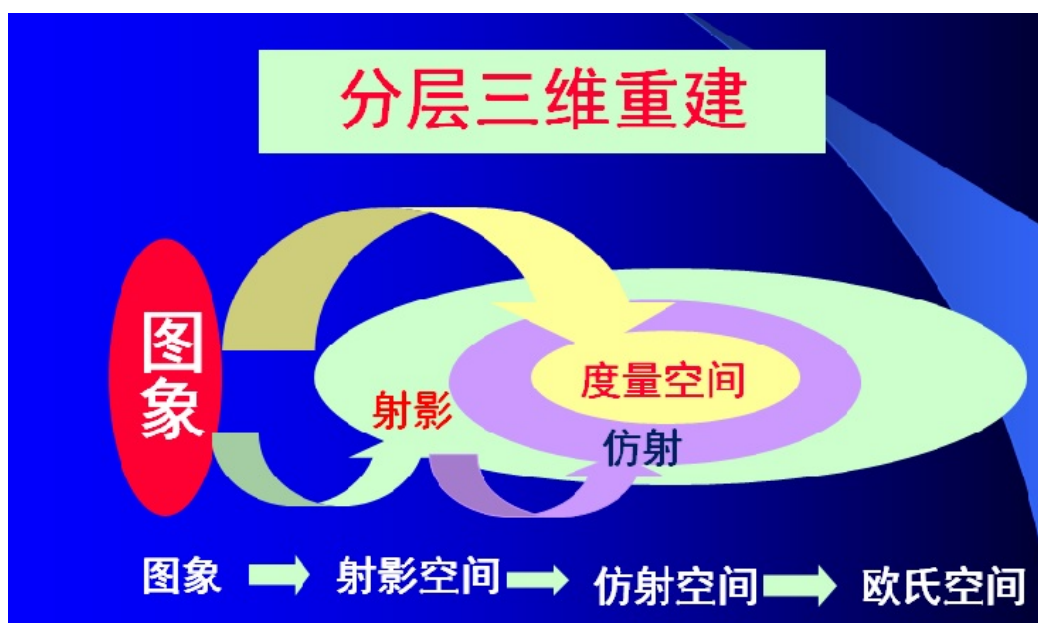 分层三维重建
图象
射影
度量空间
仿射
图象 射影空间 仿射空间 欧氏空间